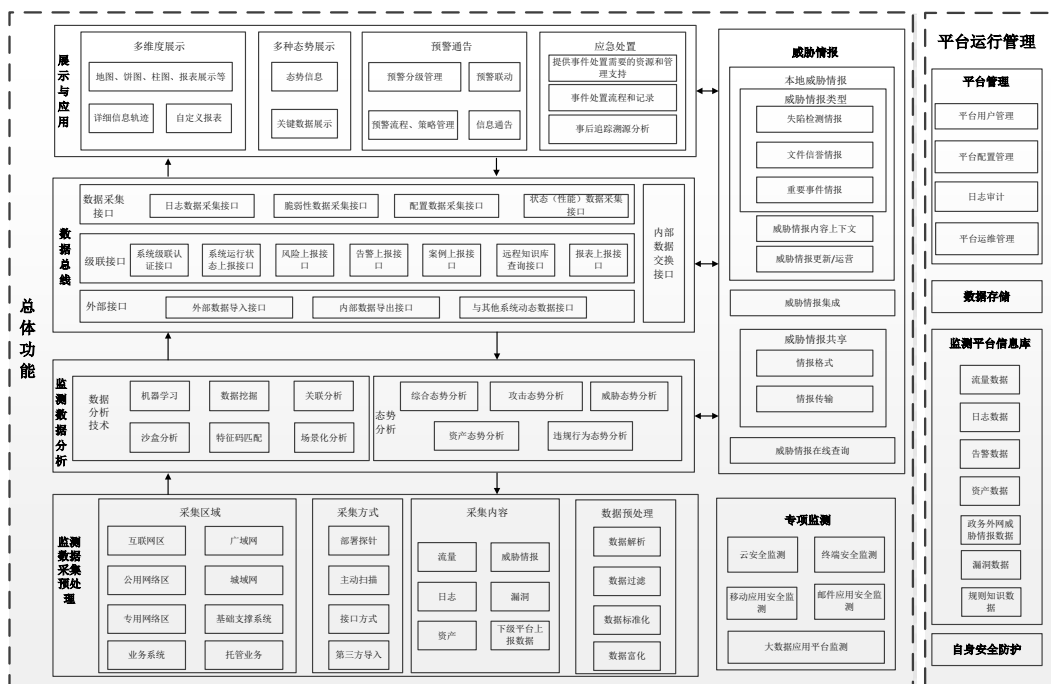 总
体
功
能
展
示
与
应
用
多维度展示
地图、饼图、柱图、报表展示等
详细信息轨迹
自定义报表
多种态势展示
态势信息
关键数据展示
预警通告
预警分级管理
预警联动
预警流程、策略管理
信息通告
应急处置
提供事件处置需要的资源和管
理支持
事件处置流程和记录
事后追踪溯源分析
数
据
总
线
数据采集
接口
日志数据采集接口
脆弱性数据采集接口
配置数据采集接口
状态（性能）数据采集
接口
级联接口
系统级联认
证接口
系统运行状
态上报接口
风险上报接
口
告警上报接
口
案例上报接
口
远程知识库
查询接口
报表上报接
口
外部接口
外部数据导入接口
内部数据导出接口
与其他系统动态数据接口
内部
数据
交换
接口
监
测
数
据
分
析
数据
分析
技术
机器学习
数据挖掘
关联分析
沙盒分析
特征码匹配
场景化分析
态势
分析
综合态势分析
攻击态势分析
威胁态势分析
资产态势分析
违规行为态势分析
监测
数据
采集
预处
理
采集区域
互联网区
广域网
公用网络区
城域网
专用网络区
基础支撑系统
业务系统
托管业务
采集方式
部署探针
主动扫描
接口方式
第三方导入
采集内容
流量
威胁情报
日志
漏洞
资产
下级平台上
报数据
数据预处理
数据解析
数据过滤
数据标准化
数据富化
威胁情报
本地威胁情报
威胁情报类型
失陷检测情报
文件信誉情报
重要事件情报
威胁情报内容上下文
威胁情报更新/运营
威胁情报集成
威胁情报共享
情报格式
情报传输
威胁情报在线查询
专项监测
云安全监测
终端安全监测
移动应用安全监
测
邮件应用安全监
测
大数据应用平台监测
平台运行管理
平台管理
平台用户管理
平台配置管理
日志审计
平台运维管理
数据存储
监测平台信息库
流量数据
日志数据
告警数据
资产数据
政务外网威
胁情报数据
漏洞数据
规则知识数
据
自身安全防护